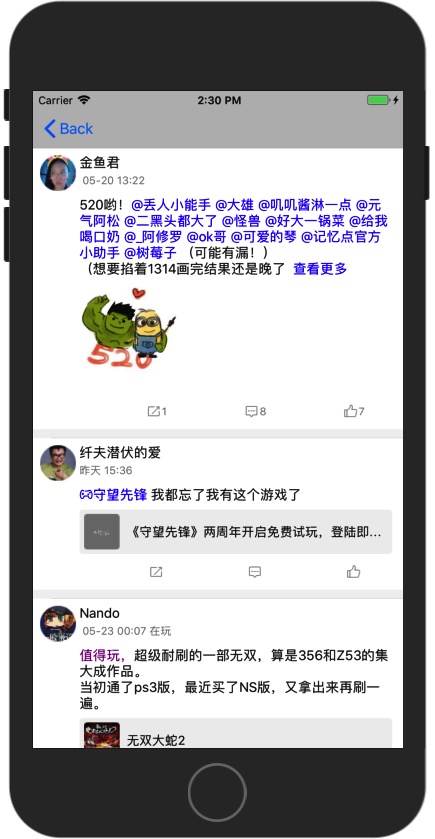 Carrier 2:30 PM
Back
金鱼君
05-20 13:22
520哟! @丢人小能手 @大雄 @叽叽酱淋一点 @元
气阿松 @二黑头都大了 @怪兽 @好大一锅菜 @给我
喝口奶 @_阿修罗 @ok哥 @可爱的琴 @记忆点官方
小助手 @树莓子 （可能有漏! ）
（想要掐着1314画完结果还是晚了 查看更多
520
1 8 7
纤夫潜伏的爱
昨天 15:36
守望先锋 我都忘了我有这个游戏了
《守望先锋》两周年开启免费试玩，登陆即...
Nando
05-23 00:07 在玩
值得玩，超级耐刷的一部无双，算是356和Z53的集
大成作品。
当初通了ps3版，最近买了NS版，又拿出来再刷一
遍。
无双大蛇2